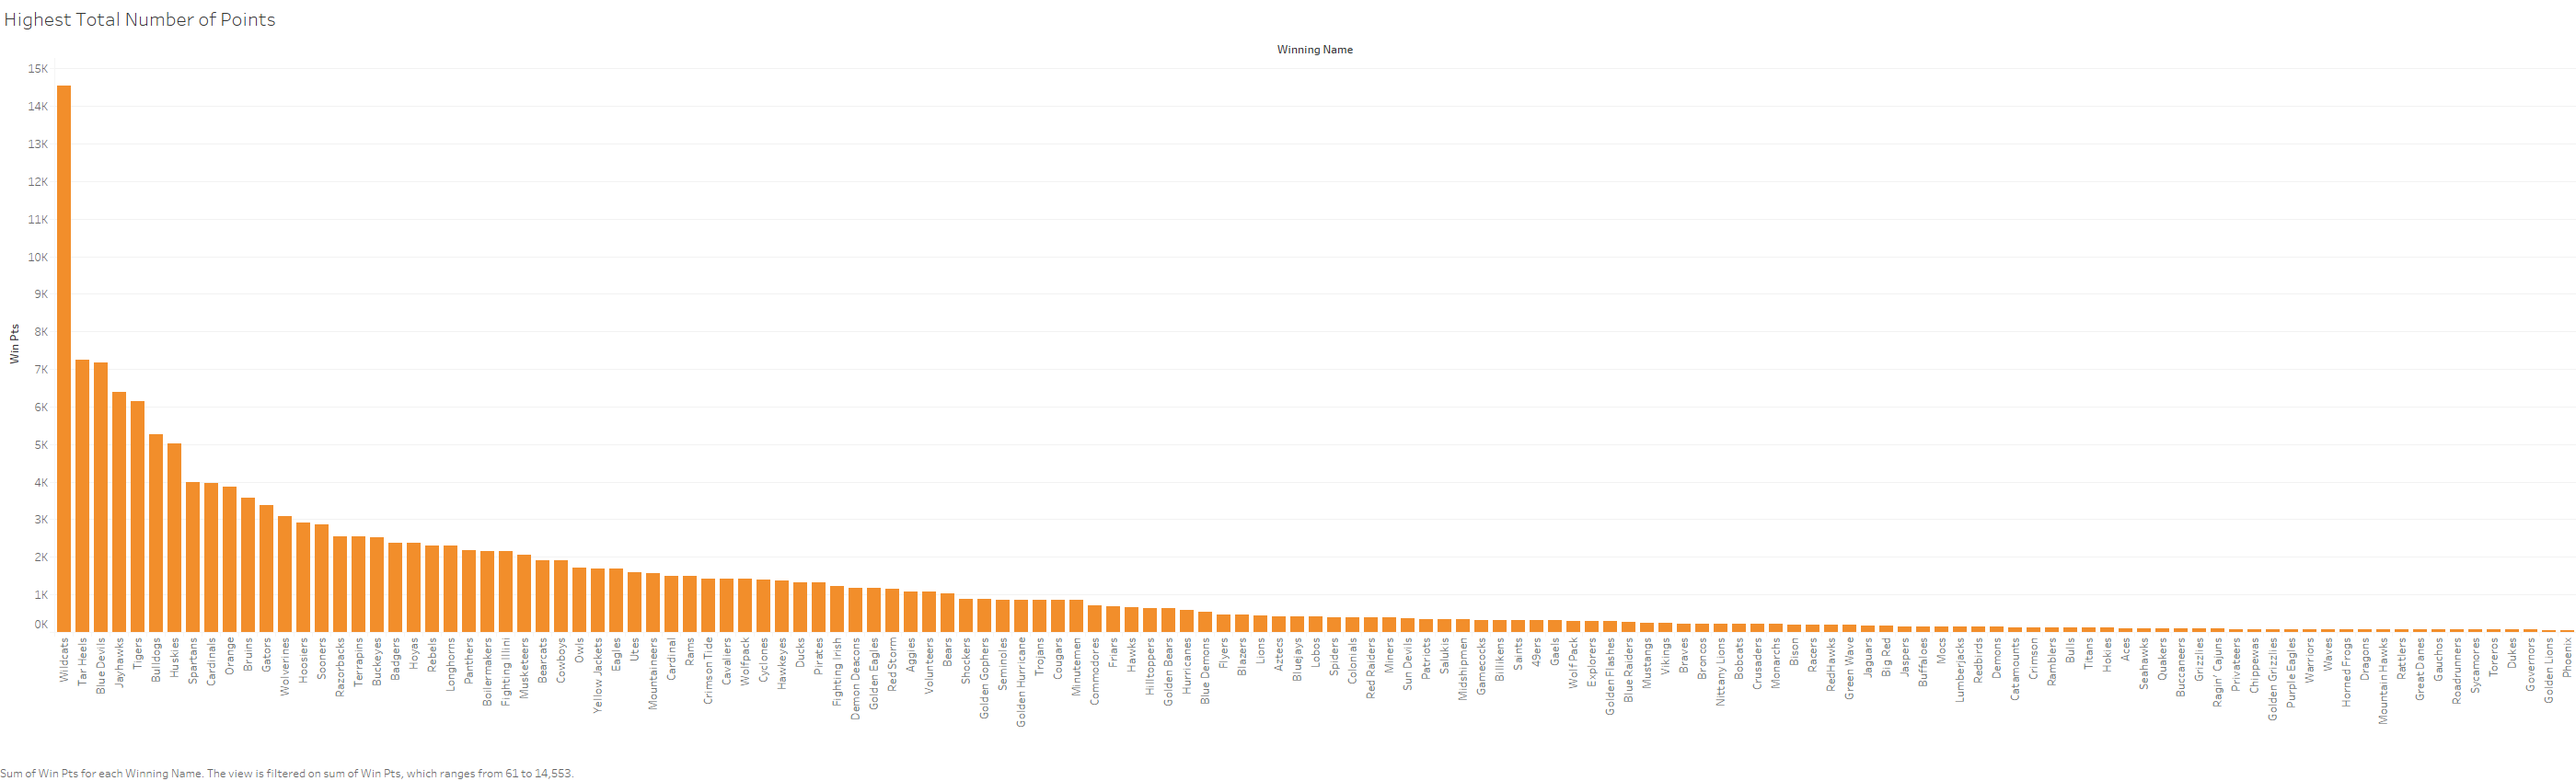 Highest Total Number of Points
Winning Name
Win Pts
15K
14K
13K
12K
11K
10K
9K
8K
7K
6K
5K
4K
3K
2K
1K
0K
Wildcats
Tar Heels
Blue Devils
Jayhawks
Tigers
Bulldogs
Huskies
Spartans
Cardinals
Orange
Bruins
Gators
Wolverines
Hoosiers
Sooners
Razorbacks
Terrapins
Buckeyes
Badgers
Hoyas
Rebels
Longhorns
Panthers
Boilermakers
Fighting Illini
Musketeers
Bearcats
Cowboys
Owls
Yellow Jackets
Eagles
Utes
Mountaineers
Cardinal
Rams
Crimson Tide
Cavaliers
Wolfpack
Cyclones
Hawkeyes
Ducks
Pirates
Fighting Irish
Demon Deacons
Golden Eagles
Red Storm
Aggies
Volunteers
Bears
Shockers
Golden Gophers
Seminoles
Golden Hurricane
Trojans
Cougars
Minutemen
Commodores
Friars
Hawks
Hilltoppers
Golden Bears
Hurricanes
Blue Demons
Flyers
Blazers
Lions
Aztecs
Bluejays
Lobos
Spiders
Colonials
Red Raiders
Miners
Sun Devils
Patriots
Salukis
Midshipmen
Gamecocks
Billikens
Saints
49ers
Gaels
Wolf Pack
Explorers
Golden Flashes
Blue Raiders
Mustangs
Vikings
Braves
Broncos
Nittany Lions
Bobcats
Crusaders
Monarchs
Bison
Racers
RedHawks
Green Wave
Jaguars
Big Red
Jaspers
Buffaloes
Mocs
Lumberjacks
Redbirds
Demons
Catamounts
Crimson
Ramblers
Bulls
Titans
Hokies
Aces
Seahawks
Quakers
Buccaneers
Grizzlies
Ragin' Cajuns
Privateers
Chippewas
Golden Grizzlies
Purple Eagles
Warriors
Waves
Horned Frogs
Dragons
Mountain Hawks
Rattlers
Great Danes
Gauchos
Roadrunners
Sycamores
Toreros
Dukes
Governors
Golden Lions
Phoenix
Sum of Win Pts for each Winning Name. The view is filtered on sum of Win Pts, which ranges from 61 to 14,553.